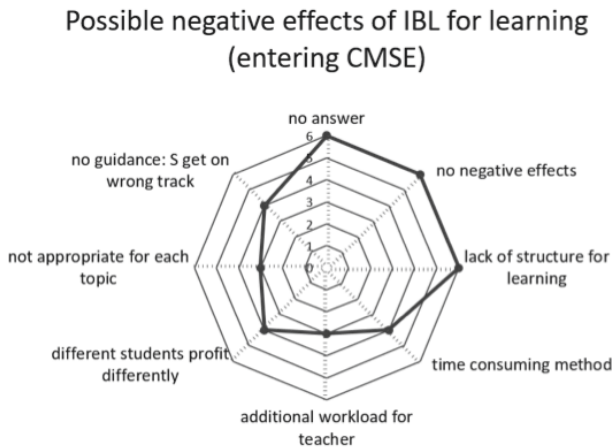 Possible negative effects of IBL for learning
(entering CMSE)
no answer
6
5
4
3
2
1
0
no negative effects
lack of structure for
learning
time consuming method
additional workload for
teacher
different students profit
differently
not appropriate for each
topic
no guidance: S get on
wrong track